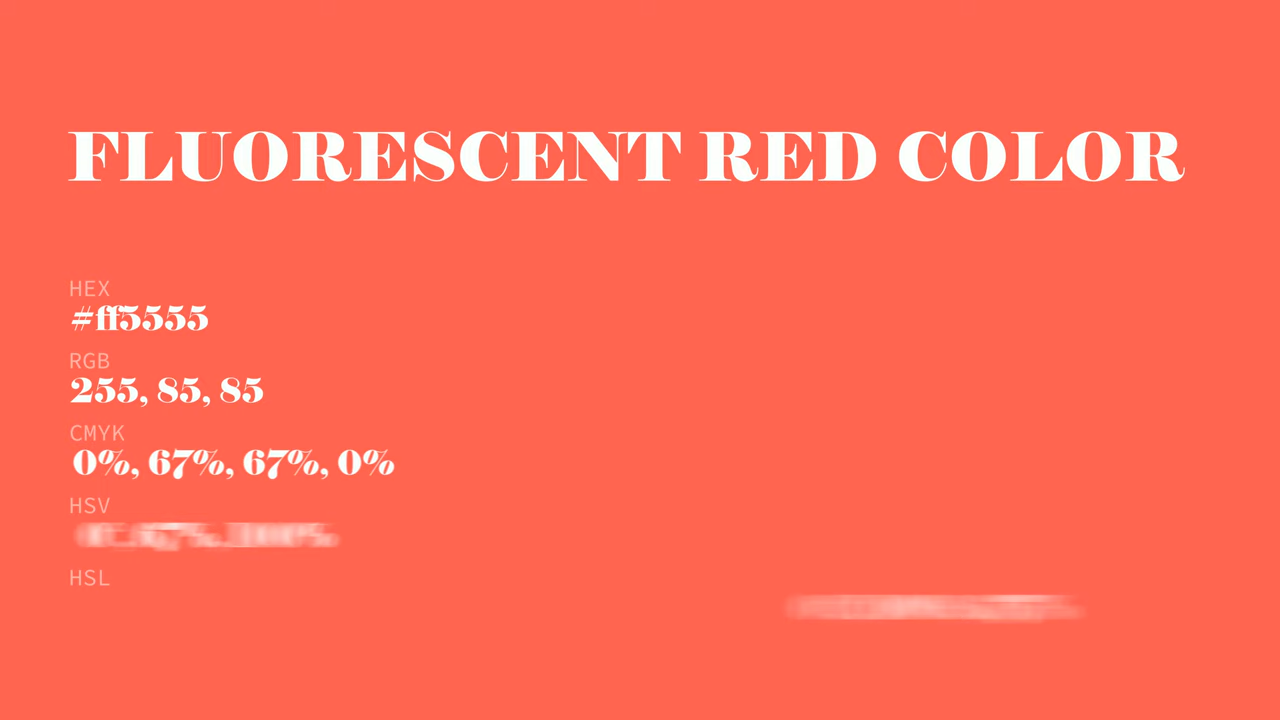 FLUORESCENT RED COLOR
HEX
#ff5555
RGB
255, 85, 85
CMYK
0%, 67%, 67%, 0%
HSV
HSL